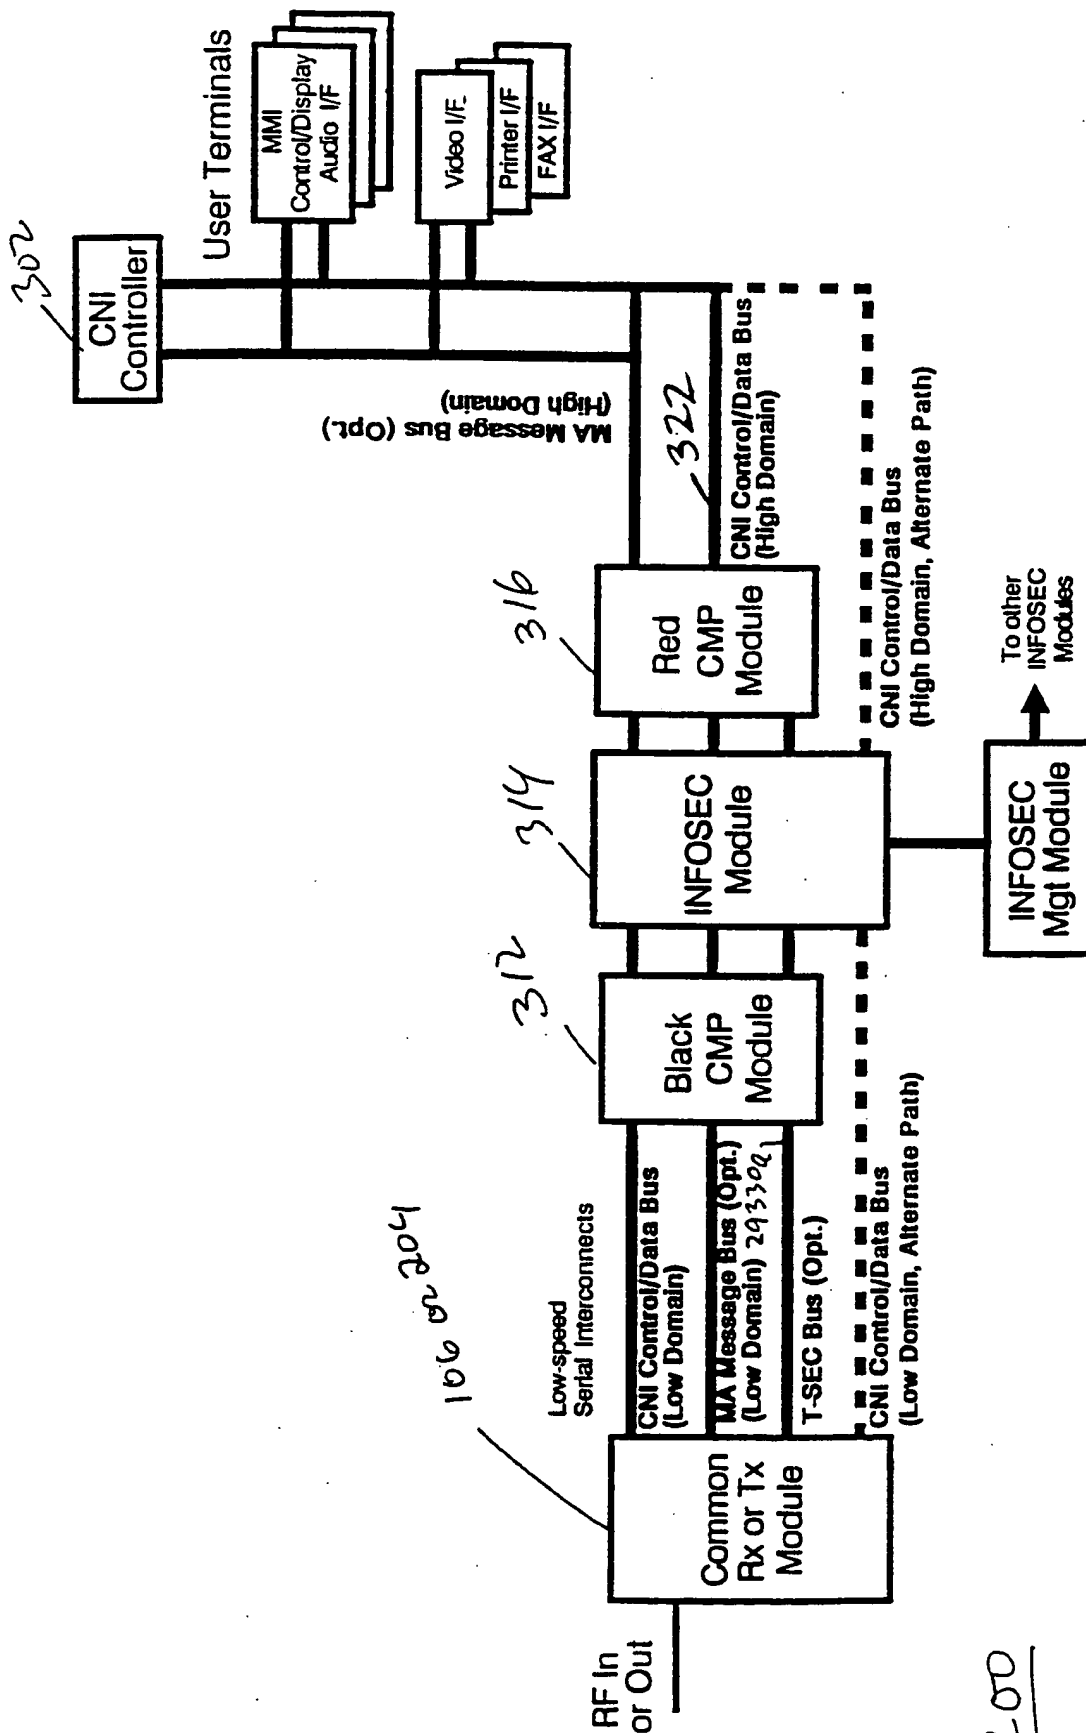 302
CNI
Controller
User Terminals
MMI
Control/Display
Audio I/F
Video I/F
Printer I/F
FAX I/F
MA Message Bus (Opt.)
(High Domain)
322
CNI Control/Data Bus
(High Domain)
CNI Control/Data Bus
(High Domain, Alternate Path)
316
Red
CMP
Module
314
INFOSEC
Module
To other
INFOSEC
Modules
INFOSEC
Mgt Module
312
Black
CMP
Module
Low-speed
Serial Interconnects
CNI Control/Data Bus
(Low Domain)
MA Message Bus (Opt.)
(Low Domain)
T-SEC Bus (Opt.)
CNI Control/Data Bus
(Low Domain, Alternate Path)
106 or 204
Common
Rx or Tx
Module
RF In
or Out